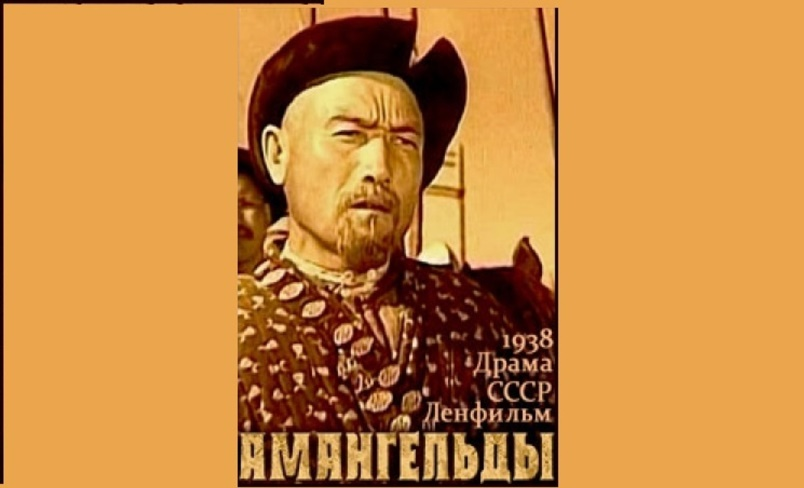 1938
Драма
СССР
Ленфильм
АМАНГЕЛЬДЫ